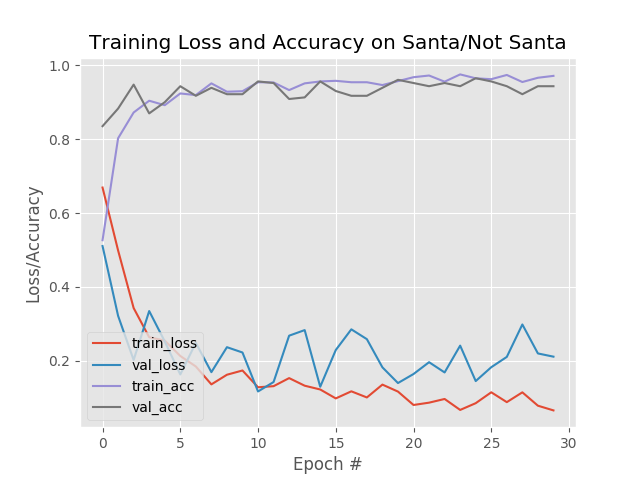 Training Loss and Accuracy on Santa/Not Santa
1.0
0.8
0.6
0.4
0.2
Loss/Accuracy
train_loss
val_loss
train_acc
val_acc
0 5 10 15 20 25 30
Epoch #